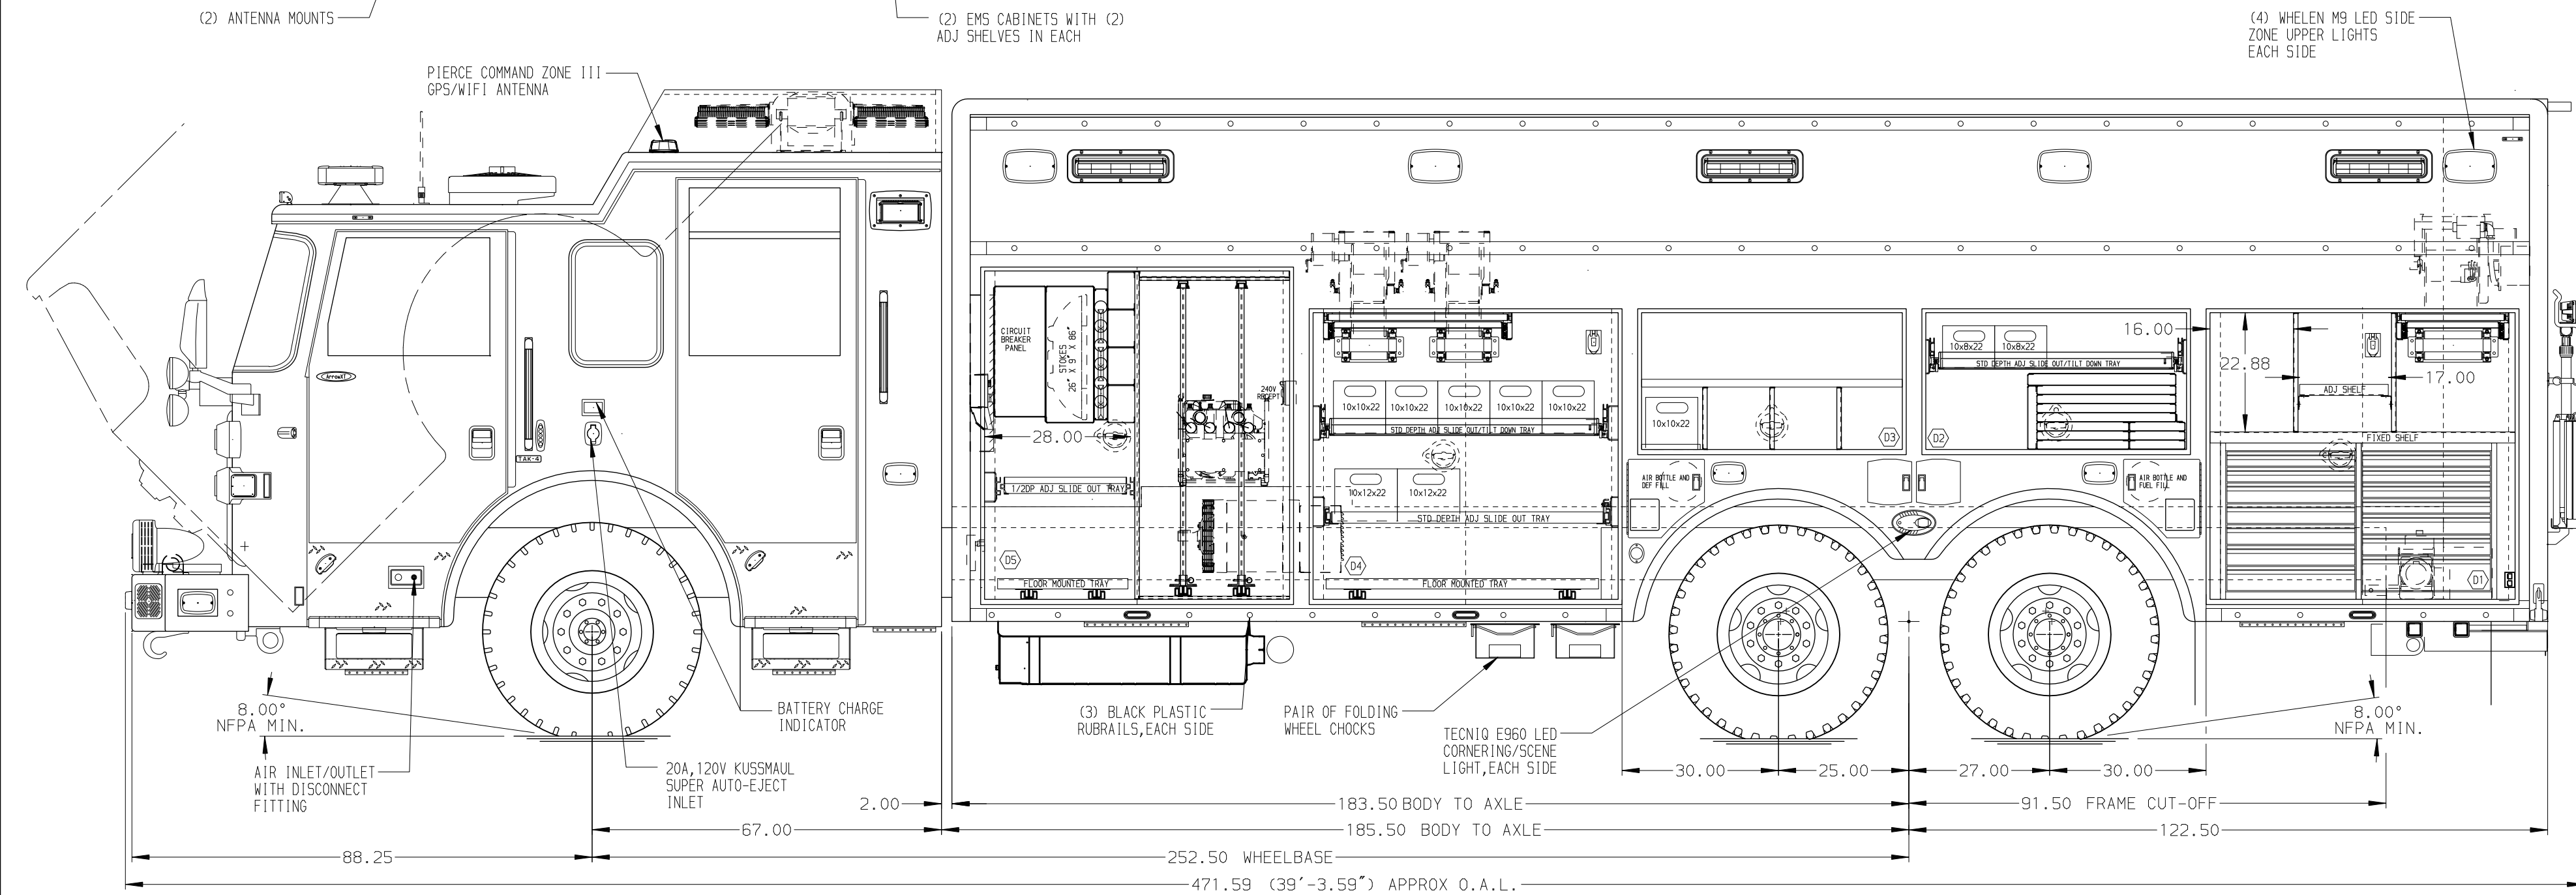 (2) ANTENNA MOUNTS
(2) EMS CABINETS WITH (2)
ADJ SHELVES IN EACH
(4) WHELEN M9 LED SIDE
ZONE UPPER LIGHTS
EACH SIDE
PIERCE COMMAND ZONE III
GPS/WIFI ANTENNA
CIRCUIT
BREAKER
PANEL
STOKES
26" X 9" X 86"
240V
RECEPT
28.00
1/2DP ADJ SLIDE OUT TRAY
D5
FLOOR MOUNTED TRAY
10x10x22
10x10x22
10x10x22
10x10x22
10x10x22
STD DEPTH ADJ SLIDE OUT/TILT DOWN TRAY
10x12x22
10x12x22
STD DEPTH ADJ SLIDE OUT TRAY
D4
FLOOR MOUNTED TRAY
10x10x22
D3
D2
10x8x22
10x8x22
STD DEPTH ADJ SLIDE OUT/TILT DOWN TRAY
16.00
22.88
17.00
ADJ SHELF
FIXED SHELF
D1
AIR BOTTLE AND
DEF FILL
AIR BOTTLE AND
FUEL FILL
ArrowXT
TAK-4
8.00°
NFPA MIN.
AIR INLET/OUTLET
WITH DISCONNECT
FITTING
BATTERY CHARGE
INDICATOR
20A,120V KUSSMAUL
SUPER AUTO-EJECT
INLET
(3) BLACK PLASTIC
RUBRAILS,EACH SIDE
PAIR OF FOLDING
WHEEL CHOCKS
TECNIQ E960 LED
CORNERING/SCENE
LIGHT,EACH SIDE
8.00°
NFPA MIN.
30.00
25.00
27.00
30.00
2.00
183.50 BODY TO AXLE
91.50 FRAME CUT-OFF
67.00
185.50 BODY TO AXLE
122.50
88.25
252.50 WHEELBASE
471.59 (39'-3.59") APPROX O.A.L.